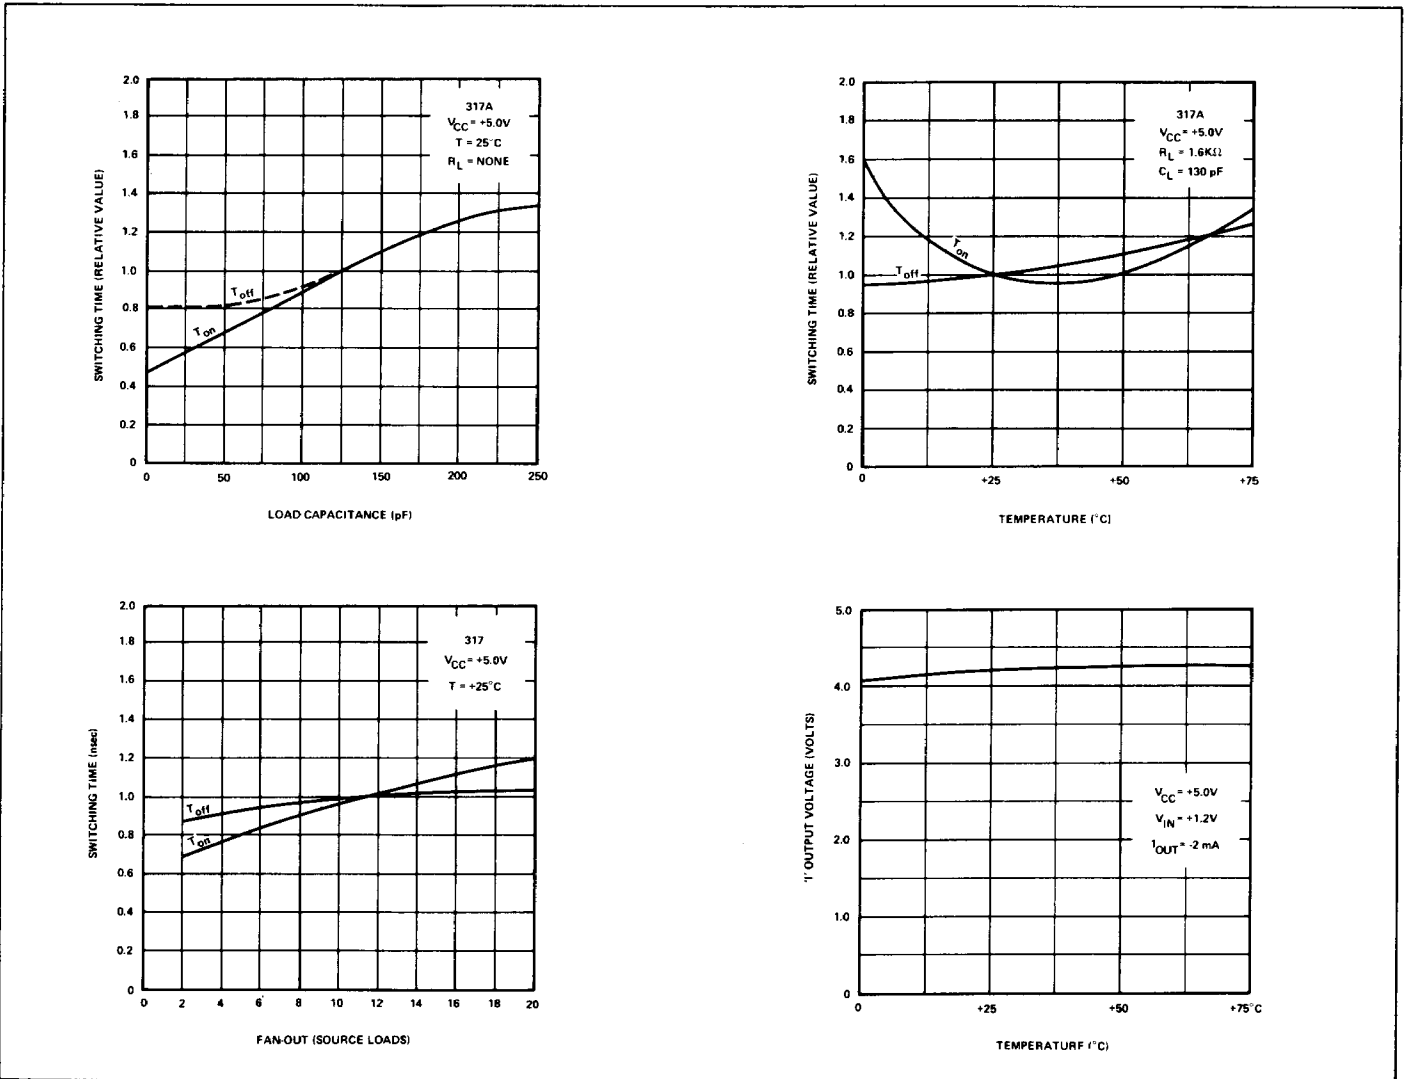 2.0
1.8
1.6
1.4
1.2
1.0
0.8
0.6
0.4
0.2
0
SWITCHING TIME (RELATIVE VALUE)
317A
VCC = +5.0V
T = 25°C
RL = NONE
Toff
Ton
0 50 100 150 200 250
LOAD CAPACITANCE (pF)
2.0
1.8
1.6
1.4
1.2
1.0
0.8
0.6
0.4
0.2
0
SWITCHING TIME (RELATIVE VALUE)
317A
VCC = +5.0V
RL = 1.6KΩ
CL = 130 pF
Ton
Toff
0 +25 +50 +75
TEMPERATURE (°C)
2.0
1.8
1.6
1.4
1.2
1.0
0.8
0.6
0.4
0.2
0
SWITCHING TIME (nsec)
317
VCC = +5.0V
T = +25°C
Toff
Ton
0 2 4 6 8 10 12 14 16 18 20
FAN-OUT (SOURCE LOADS)
5.0
4.0
3.0
2.0
1.0
0
'I' OUTPUT VOLTAGE (VOLTS)
VCC = +5.0V
VIN = +1.2V
IOUT = -2 mA
0 +25 +50 +75°C
TEMPERATURF (°C)